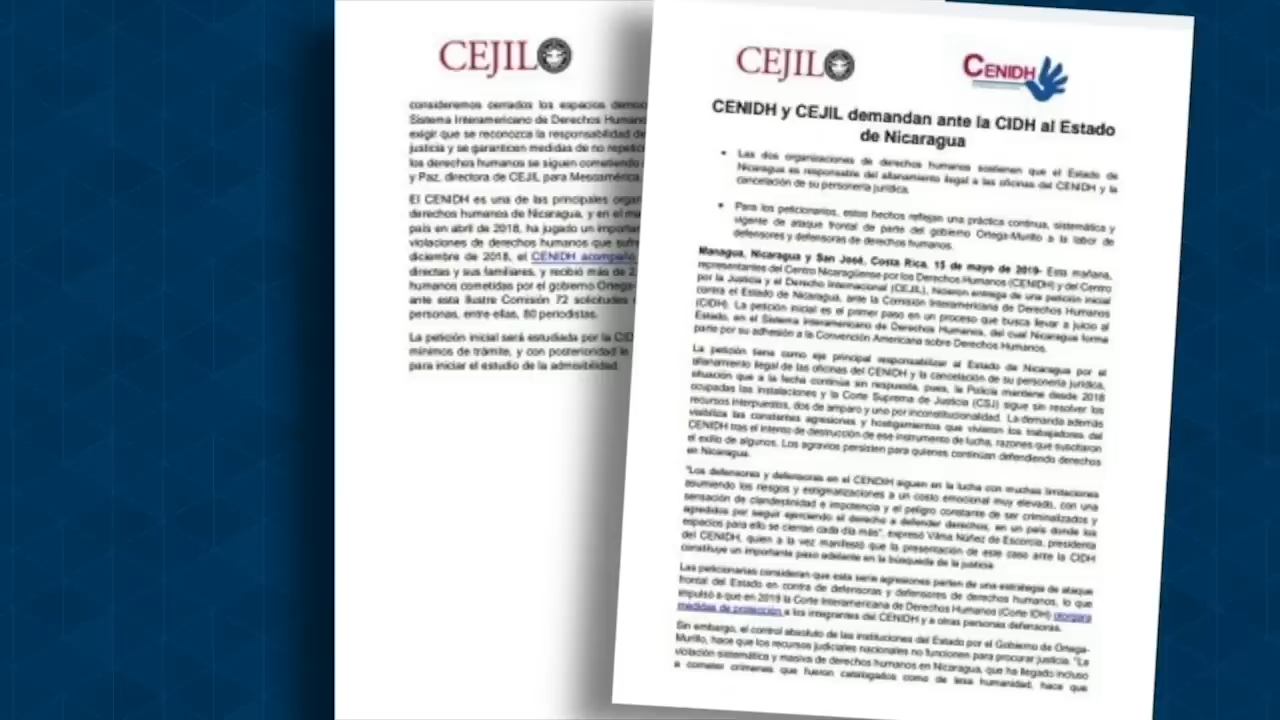 CEJIL
consideremos cerrados los espacios democ
Sistema Interamericano de Derechos Humano
exigir que se reconozca la responsabilidad de
justicia y se garanticen medidas de no repetici
los derechos humanos se siguen cometiendo
y Paz, directora de CEJIL para Mesoamérica.
El CENIDH es una de las principales organ
derechos humanos de Nicaragua, y en el ma
país en abril de 2018, ha jugado un important
violaciones de derechos humanos que sufre
diciembre de 2018, el CENIDH acompañó
directas y sus familiares, y recibió más de 2
humanos cometidas por el gobierno Ortega-
ante esta Ilustre Comisión 72 solicitudes
personas, entre ellas, 80 periodistas.
La petición inicial será estudiada por la CID
mínimos de trámite, y con posterioridad le
para iniciar el estudio de la admisibilidad.
CEJIL
CENIDH
CENIDH y CEJIL demandan ante la CIDH al Estado
de Nicaragua
• Las dos organizaciones de derechos humanos sostienen que el Estado de
Nicaragua es responsable del allanamiento ilegal a las oficinas del CENIDH y la
cancelación de su personería jurídica.
• Para los peticionarios, estos hechos reflejan una práctica continua, sistemática y
vigente de ataque frontal de parte del gobierno Ortega-Murillo a la labor de
defensores y defensoras de derechos humanos.
Managua, Nicaragua y San José, Costa Rica, 15 de mayo de 2019- Esta mañana,
representantes del Centro Nicaragüense por los Derechos Humanos (CENIDH) y del Centro
por la Justicia y el Derecho Internacional (CEJIL), hicieron entrega de una petición inicial
contra el Estado de Nicaragua, ante la Comisión Interamericana de Derechos Humanos
(CIDH). La petición inicial es el primer paso en un proceso que busca llevar a juicio al
Estado, en el Sistema Interamericano de Derechos Humanos, del cual Nicaragua forma
parte por su adhesión a la Convención Americana sobre Derechos Humanos.
La petición tiene como eje principal responsabilizar al Estado de Nicaragua por el
allanamiento ilegal de las oficinas del CENIDH y la cancelación de su personería jurídica,
situación que a la fecha continúa sin respuesta, pues, la Policía mantiene desde 2018
ocupadas las instalaciones y la Corte Suprema de Justicia (CSJ) sigue sin resolver los
recursos interpuestos, dos de amparo y uno por inconstitucionalidad. La demanda además
visibiliza las constantes agresiones y hostigamientos que vivieron los trabajadores del
CENIDH tras el intento de destrucción de ese instrumento de lucha, razones que suscitaron
el exilio de algunos. Los agravios persisten para quienes continúan defendiendo derechos
en Nicaragua.
"Los defensores y defensoras en el CENIDH siguen en la lucha con muchas limitaciones
asumiendo los riesgos y estigmatizaciones a un costo emocional muy elevado, con una
sensación de clandestinidad e impotencia y el peligro constante de ser criminalizados y
agredidos por seguir ejerciendo el derecho a defender derechos, en un país donde los
espacios para ello se cierran cada día más", expresó Vilma Núñez de Escorcia, presidenta
del CENIDH, quien a la vez manifestó que la presentación de este caso ante la CIDH
constituye un importante paso adelante en la búsqueda de la justicia.
Las peticionarias consideran que esta serie agresiones parten de una estrategia de ataque
frontal del Estado en contra de defensoras y defensores de derechos humanos, lo que
impulsó a que en 2019 la Corte Interamericana de Derechos Humanos (Corte IDH) otorgara
medidas de protección a los integrantes del CENIDH y a otras personas defensoras.
Sin embargo, el control absoluto de las instituciones del Estado por el Gobierno de Ortega-
Murillo, hace que los recursos judiciales nacionales no funcionen para procurar justicia. "La
violación sistemática y masiva de derechos humanos en Nicaragua, que ha llegado incluso
a cometer crímenes que fueron catalogados como de lesa humanidad, hace que